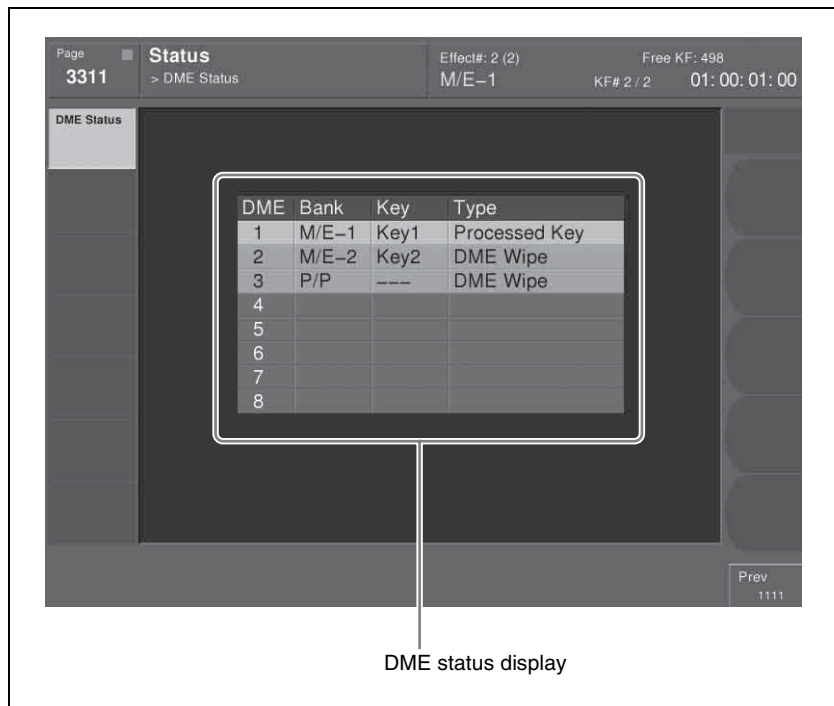 Page
3311
Status
> DME Status
Effect#: 2 (2)
M/E–1
Free KF: 498
KF# 2 / 2 01: 00: 01: 00
DME Status
DME Bank Key Type
1 M/E–1 Key1 Processed Key
2 M/E–2 Key2 DME Wipe
3 P/P ––– DME Wipe
4
5
6
7
8
Prev
1111
DME status display